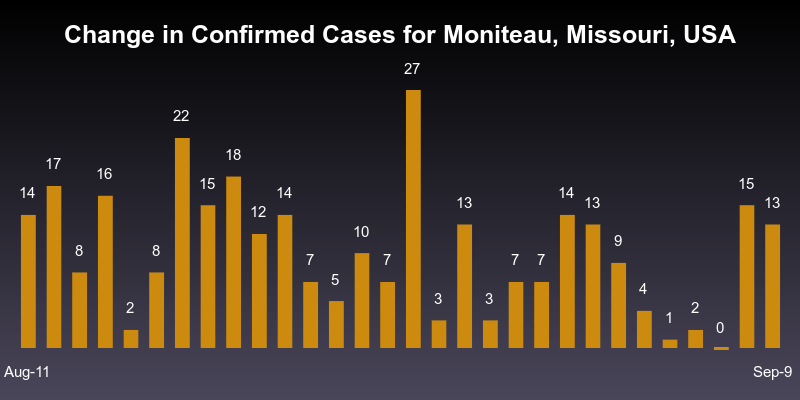 Change in Confirmed Cases for Moniteau, Missouri, USA
14 17 8 16 2 8 22 15 18 12 14 7 5 10 7 27 3 13 3 7 7 14 13 9 4 1 2 0 15 13
Aug-11 Sep-9